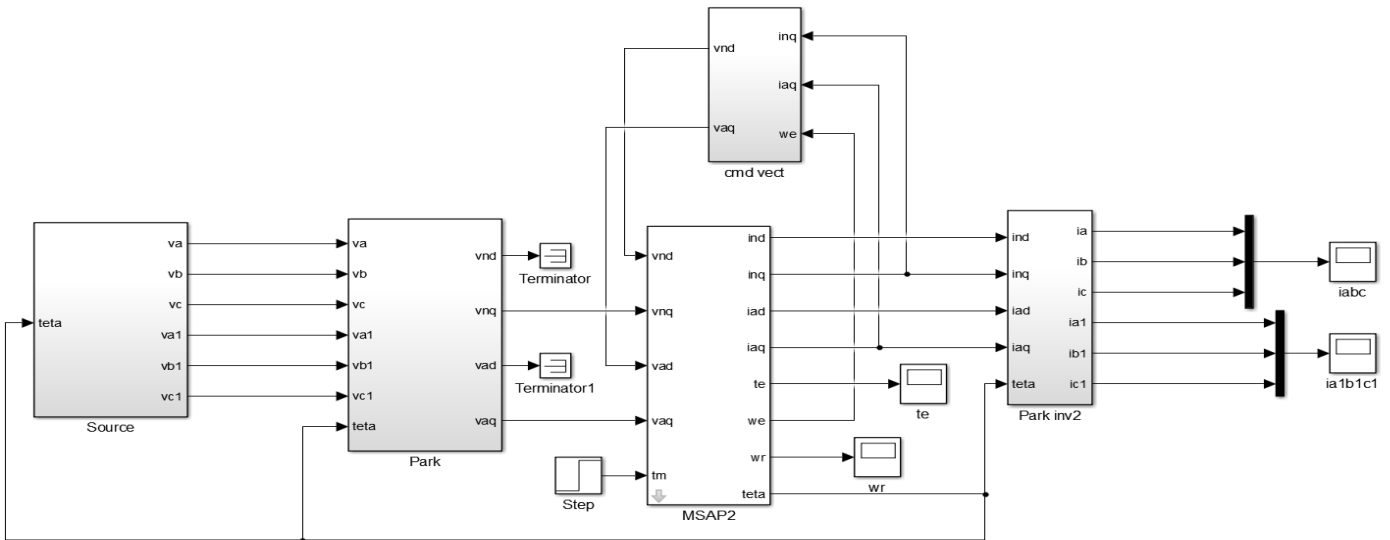 vnd
vaq
inq
iaq
we
cmd vect
teta
va
vb
vc
va1
vb1
vc1
Source
va
vb
vc
va1
vb1
vc1
teta
vnd
vnq
vad
vaq
Park
Terminator
Terminator1
Step
vnd
vnq
vad
vaq
tm
ind
inq
iad
iaq
te
we
wr
teta
MSAP2
te
wr
ind
inq
iad
iaq
teta
ia
ib
ic
ia1
ib1
ic1
Park inv2
iabc
ia1b1c1